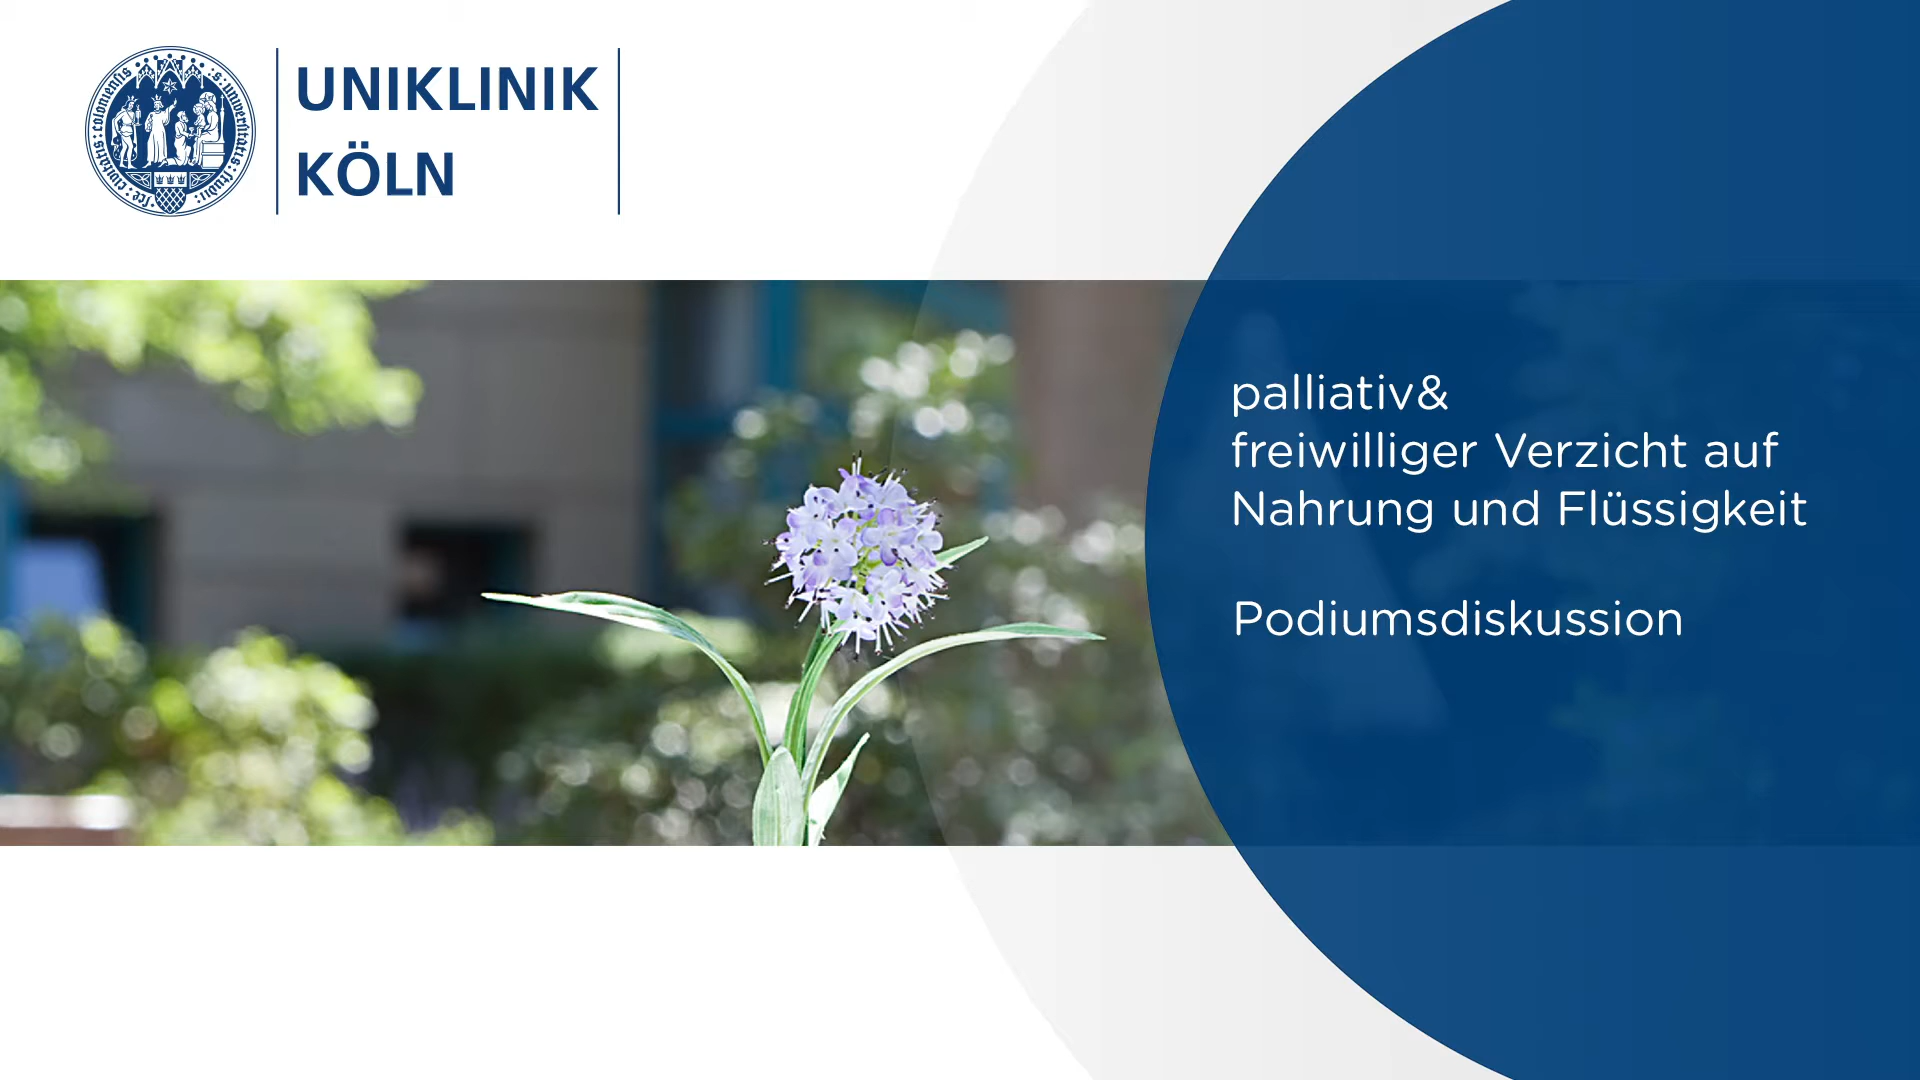 UNIKLINIK
KÖLN
palliativ&
freiwilliger Verzicht auf
Nahrung und Flüssigkeit
Podiumsdiskussion